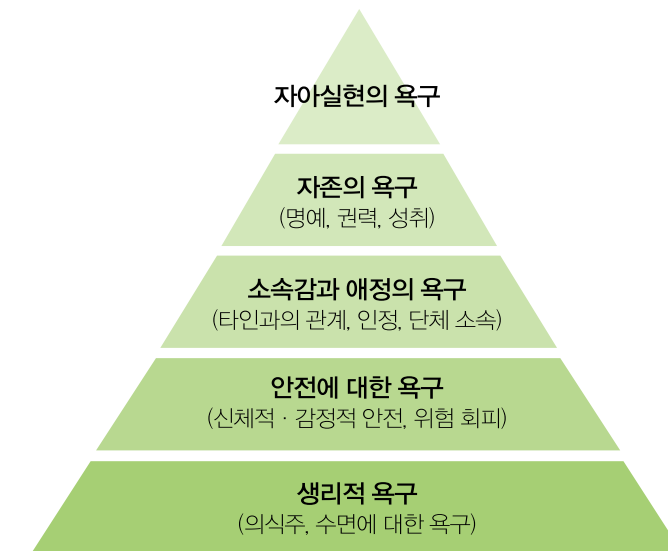 자아실현의 욕구
자존의 욕구
(명예, 권력, 성취)
소속감과 애정의 욕구
(타인과의 관계, 인정, 단체 소속)
안전에 대한 욕구
(신체적 · 감정적 안전, 위험 회피)
생리적 욕구
(의식주, 수면에 대한 욕구)